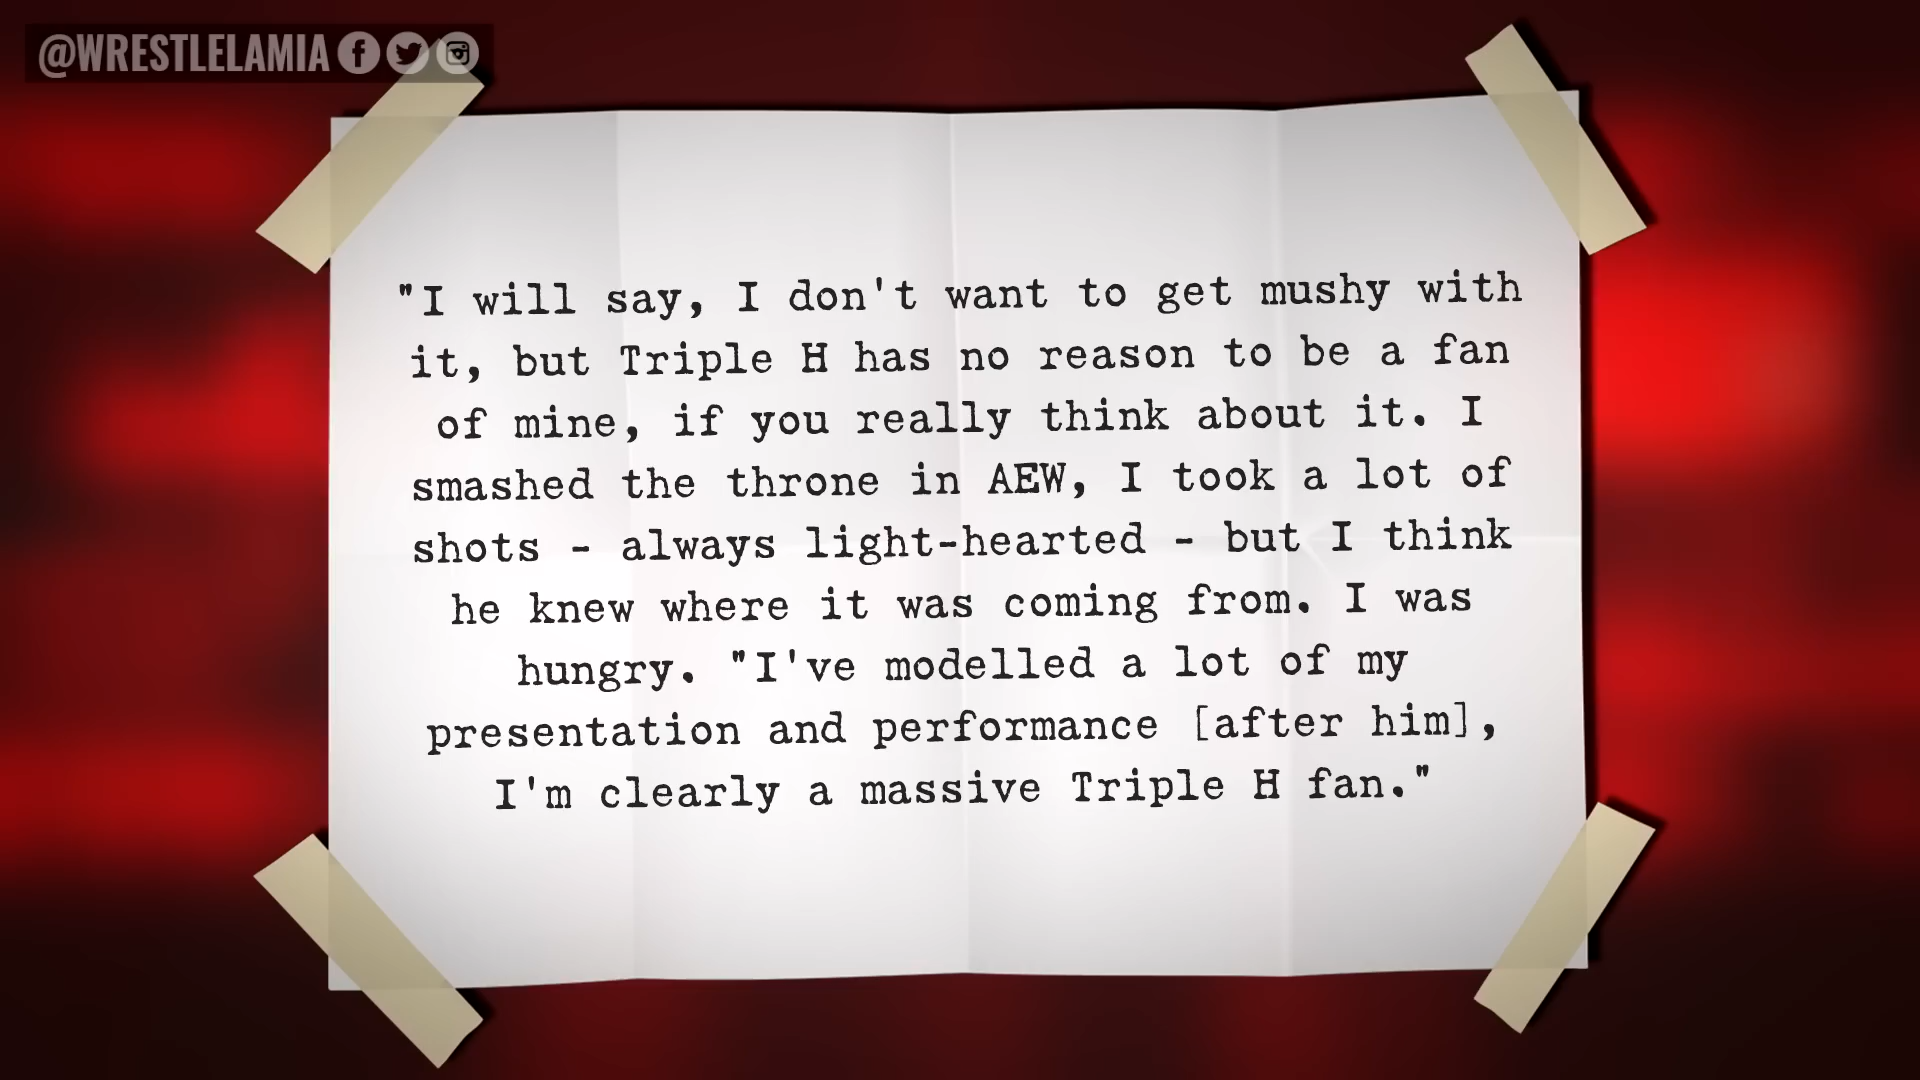 @WRESTLELAMIA
"I will say, I don't want to get mushy with
it, but Triple H has no reason to be a fan
of mine, if you really think about it. I
smashed the throne in AEW, I took a lot of
shots - always light-hearted - but I think
he knew where it was coming from. I was
hungry. "I've modelled a lot of my
presentation and performance [after him],
I'm clearly a massive Triple H fan."